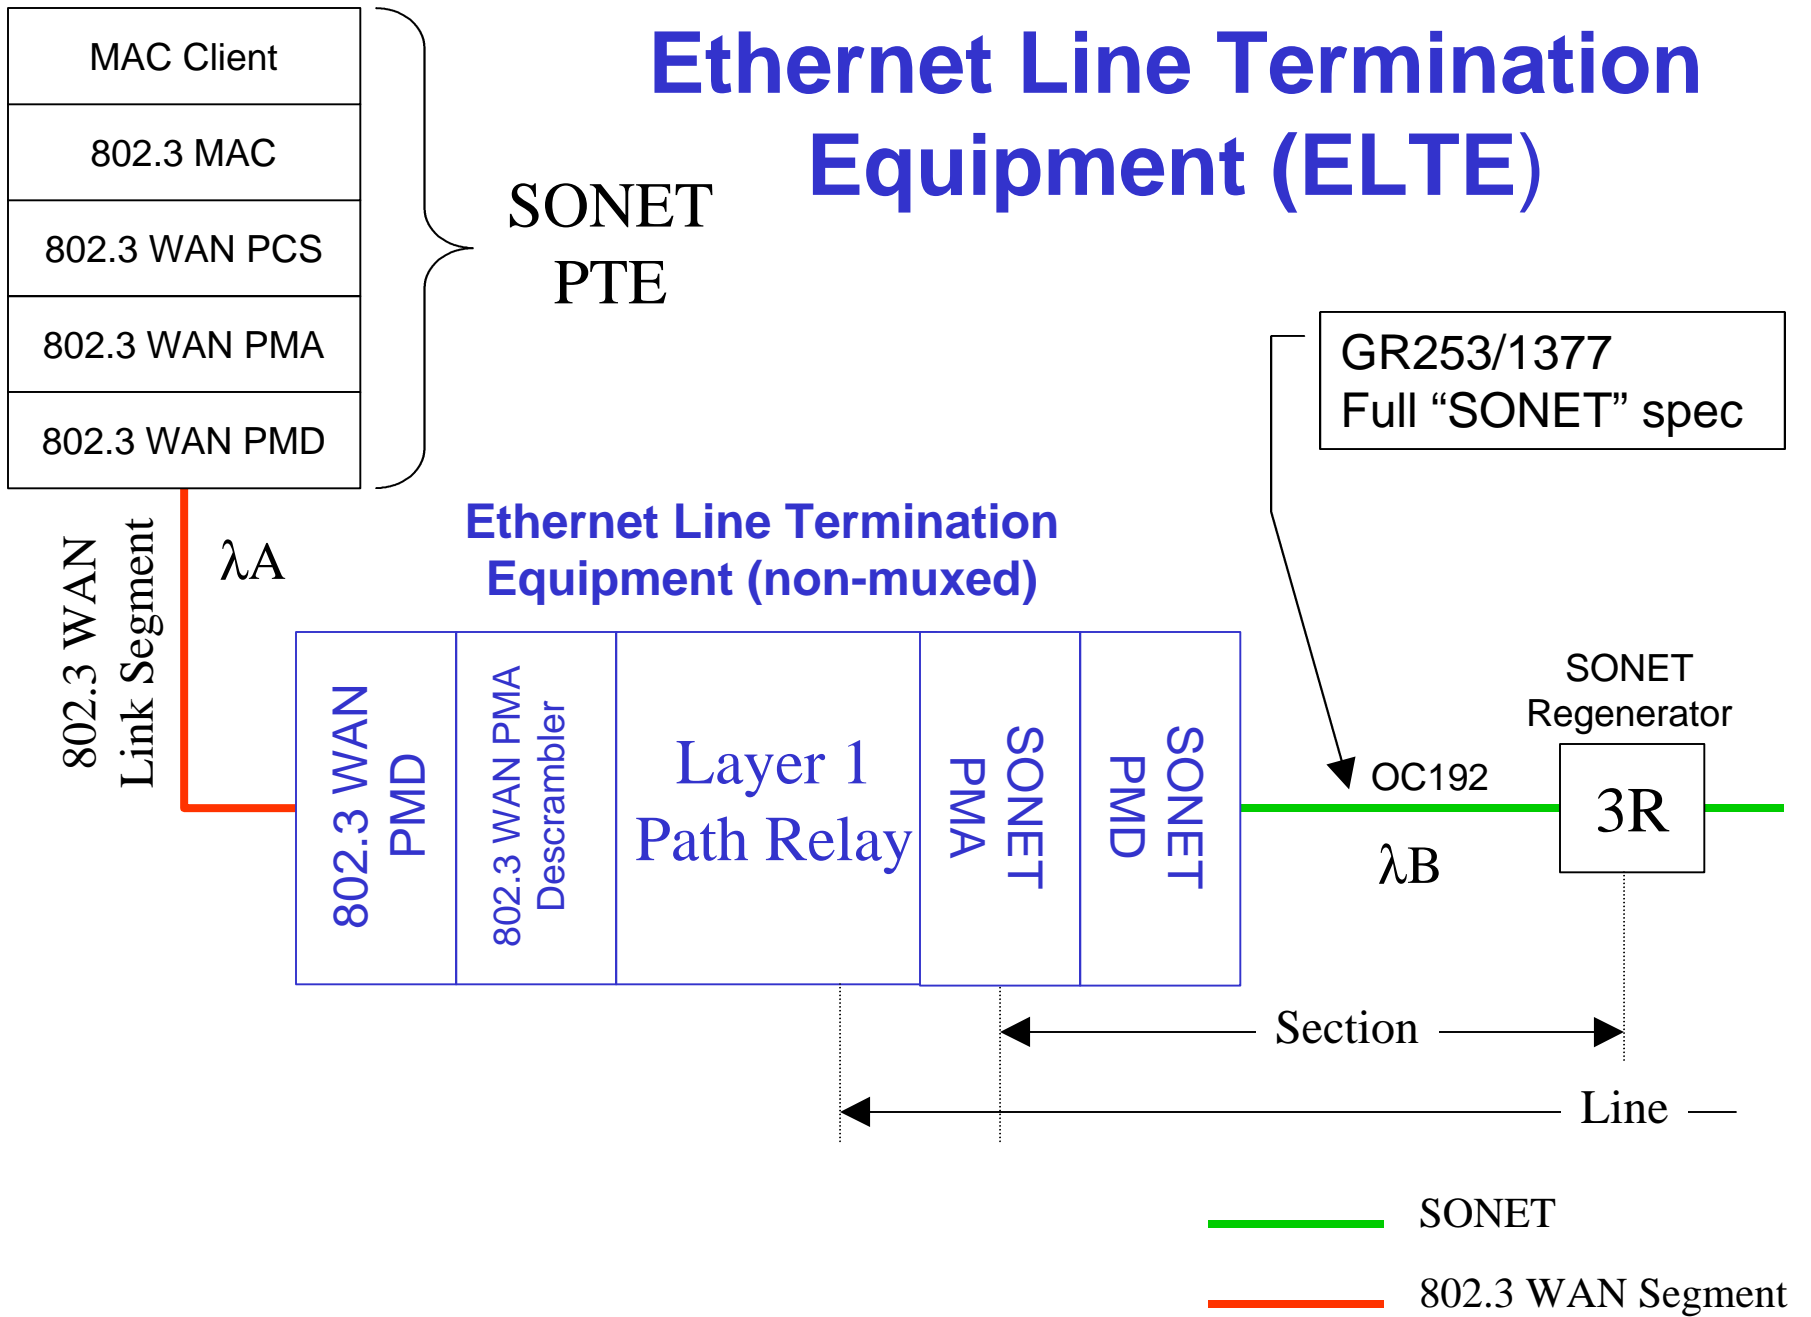 Ethernet Line Termination
Equipment (ELTE)
MAC Client
802.3 MAC
802.3 WAN PCS
802.3 WAN PMA
802.3 WAN PMD
SONET
PTE
GR253/1377
Full “SONET” spec
802.3 WAN
Link Segment
λA
Ethernet Line Termination
Equipment (non-muxed)
802.3 WAN
PMD
802.3 WAN PMA
Descrambler
Layer 1
Path Relay
SONET
PMA
SONET
PMD
OC192
λB
SONET
Regenerator
3R
Section
Line
SONET
802.3 WAN Segment